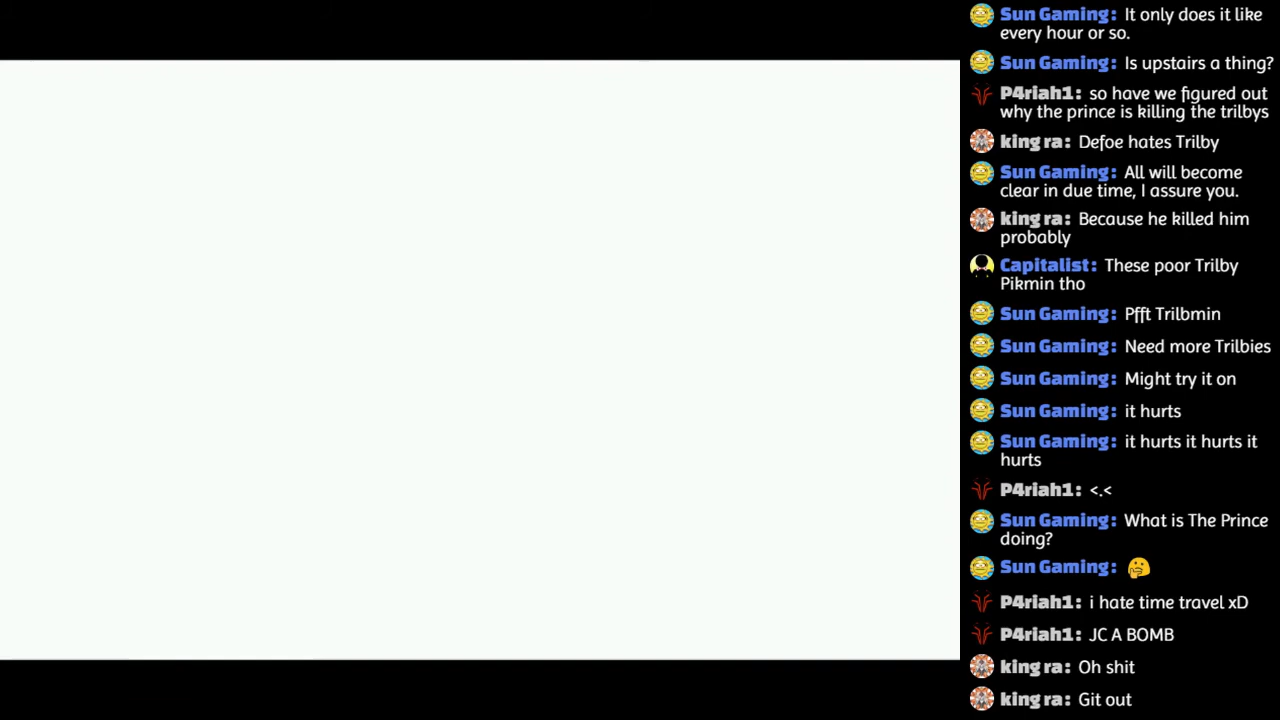 Sun Gaming: It only does it like
every hour or so.
Sun Gaming: Is upstairs a thing?
P4riah1: so have we figured out
why the prince is killing the trilbys
king ra: Defoe hates Trilby
Sun Gaming: All will become
clear in due time, I assure you.
king ra: Because he killed him
probably
Capitalist: These poor Trilby
Pikmin tho
Sun Gaming: Pfft Trilbmin
Sun Gaming: Need more Trilbies
Sun Gaming: Might try it on
Sun Gaming: it hurts
Sun Gaming: it hurts it hurts it
hurts
P4riah1: <.<
Sun Gaming: What is The Prince
doing?
Sun Gaming: 🤔
P4riah1: i hate time travel xD
P4riah1: JC A BOMB
king ra: Oh shit
king ra: Git out